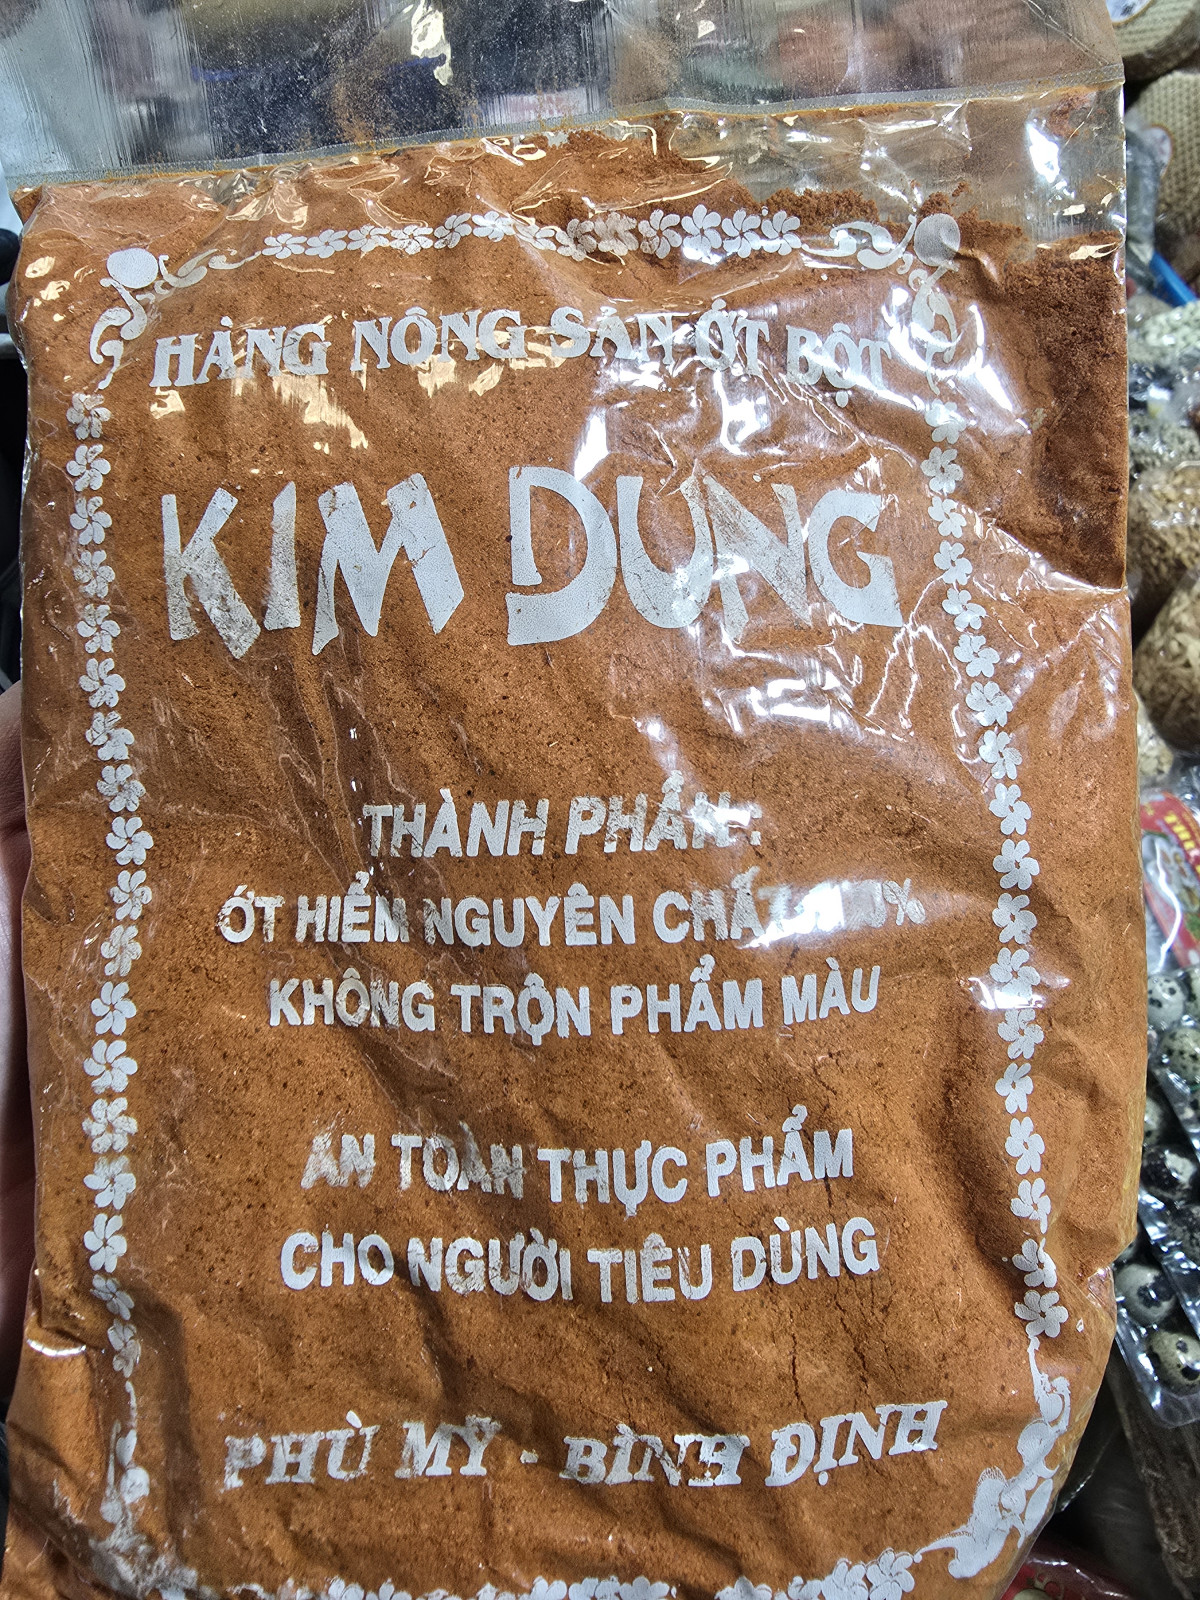 HÀNG NÔNG SẢN ỚT BỘT
KIM DUNG
THÀNH PHẦN:
ỚT HIỂM NGUYÊN CHẤT
KHÔNG TRỘN PHẨM MÀU
AN TOÀN THỰC PHẨM
CHO NGƯỜI TIÊU DÙNG
PHÙ MỸ - BÌNH ĐỊNH